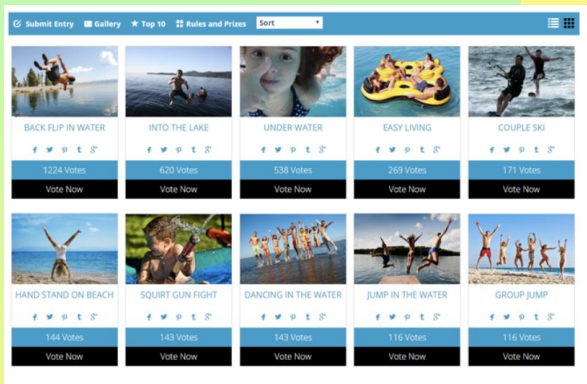 Submit Entry Gallery Top 10 Rules and Prizes Sort
BACK FLIP IN WATER
1224 Votes
Vote Now
INTO THE LAKE
620 Votes
Vote Now
UNDER WATER
538 Votes
Vote Now
EASY LIVING
269 Votes
Vote Now
COUPLE SKI
171 Votes
Vote Now
HAND STAND ON BEACH
144 Votes
Vote Now
SQUIRT GUN FIGHT
143 Votes
Vote Now
DANCING IN THE WATER
143 Votes
Vote Now
JUMP IN THE WATER
116 Votes
Vote Now
GROUP JUMP
116 Votes
Vote Now